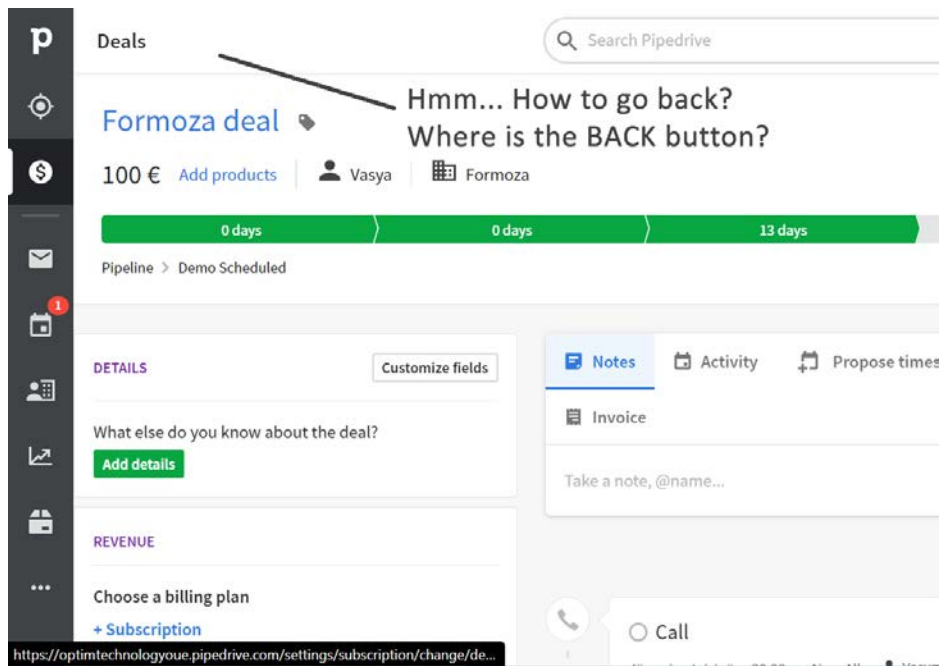 p
Deals
Search Pipedrive
Hmm... How to go back?
Where is the BACK button?
Formoza deal
100 € Add products Vasya Formoza
0 days 0 days 13 days
Pipeline > Demo Scheduled
1
DETAILS
Customize fields
What else do you know about the deal?
Add details
REVENUE
Choose a billing plan
+ Subscription
Notes Activity Propose times
Invoice
Take a note, @name...
Call
https://optimtechnologyoue.pipedrive.com/settings/subscription/change/de...